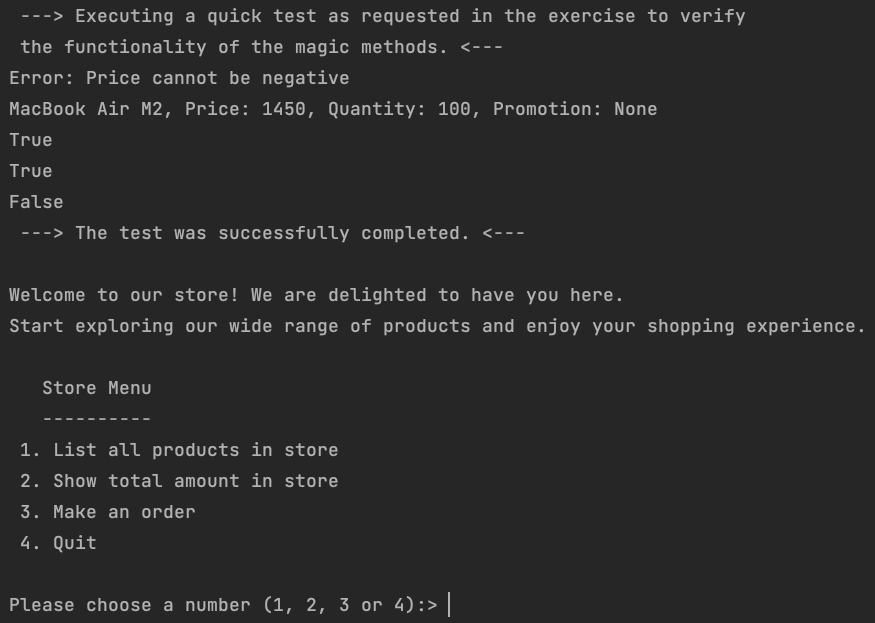 ---> Executing a quick test as requested in the exercise to verify
the functionality of the magic methods. <---
Error: Price cannot be negative
MacBook Air M2, Price: 1450, Quantity: 100, Promotion: None
True
True
False
---> The test was successfully completed. <---
Welcome to our store! We are delighted to have you here.
Start exploring our wide range of products and enjoy your shopping experience.
Store Menu
----------
1. List all products in store
2. Show total amount in store
3. Make an order
4. Quit
Please choose a number (1, 2, 3 or 4):>